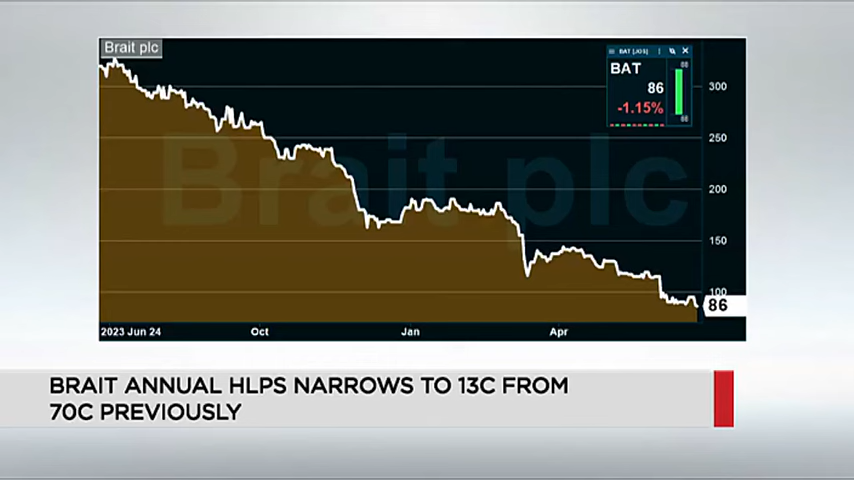 Brait plc
BAT [JOS]
BAT
86
-1.15%
88
86
300
250
200
150
100
86
Brait plc
2023 Jun 24
Oct
Jan
Apr
BRAIT ANNUAL HLPS NARROWS TO 13C FROM
70C PREVIOUSLY